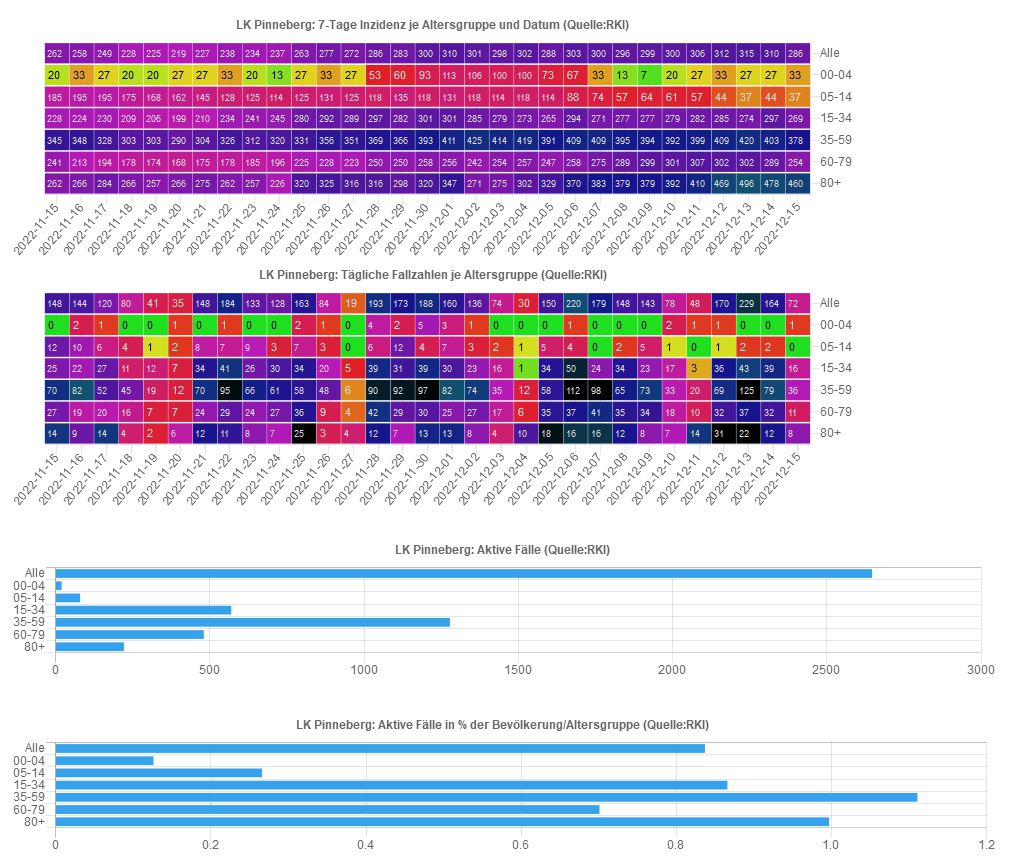 LK Pinneberg: 7-Tage Inzidenz je Altersgruppe und Datum (Quelle:RKI)
262 258 249 228 225 219 227 238 234 237 263 277 272 286 283 300 310 301 298 302 288 303 300 296 299 300 306 312 315 310 286 Alle
20 33 27 20 20 27 27 33 20 13 27 33 27 53 60 93 113 106 100 100 73 67 33 13 7 20 27 33 27 27 33 00-04
185 195 195 175 168 162 145 128 125 114 125 131 125 118 135 118 131 118 114 118 114 88 74 57 64 61 57 44 37 44 37 05-14
228 224 230 209 206 199 210 234 241 245 280 292 289 297 282 301 301 285 279 273 265 294 271 277 277 279 282 285 274 297 269 15-34
345 348 328 303 303 290 304 326 312 320 331 356 351 369 366 393 411 425 414 419 391 409 409 395 394 392 399 409 420 403 378 35-59
241 213 194 178 174 168 175 178 185 196 225 228 223 250 250 258 256 242 254 257 247 258 275 289 299 301 307 302 302 289 254 60-79
262 266 284 266 257 266 275 262 257 226 320 325 316 316 298 320 347 271 275 302 329 370 383 379 379 392 410 469 496 478 460 80+
2022-11-15 2022-11-16 2022-11-17 2022-11-18 2022-11-19 2022-11-20 2022-11-21 2022-11-22 2022-11-23 2022-11-24 2022-11-25 2022-11-26 2022-11-27 2022-11-28 2022-11-29 2022-11-30 2022-12-01 2022-12-02 2022-12-03 2022-12-04 2022-12-05 2022-12-06 2022-12-07 2022-12-08 2022-12-09 2022-12-10 2022-12-11 2022-12-12 2022-12-13 2022-12-14 2022-12-15
LK Pinneberg: Tägliche Fallzahlen je Altersgruppe (Quelle:RKI)
148 144 120 80 41 35 148 184 133 128 163 84 19 193 173 188 160 136 74 30 150 220 179 148 143 78 48 170 229 164 72 Alle
0 2 1 0 0 1 0 1 0 0 2 1 0 4 2 5 3 1 0 0 0 1 0 0 0 2 1 1 0 0 1 00-04
12 10 6 4 1 2 8 7 9 3 7 3 0 6 12 4 7 3 2 1 5 4 0 2 5 1 0 1 2 2 0 05-14
25 22 27 11 12 7 34 41 26 30 34 20 5 39 31 39 30 23 16 1 34 50 24 34 23 17 3 36 43 39 16 15-34
70 82 52 45 19 12 70 95 66 61 58 48 6 90 92 97 82 74 35 12 58 112 98 65 73 33 20 69 125 79 36 35-59
27 19 20 16 7 7 24 29 24 27 36 9 4 42 29 30 25 27 17 6 35 37 41 35 34 18 10 32 37 32 11 60-79
14 9 14 4 2 6 12 11 8 7 25 3 4 12 7 13 13 8 4 10 18 16 16 12 8 7 14 31 22 12 8 80+
2022-11-15 2022-11-16 2022-11-17 2022-11-18 2022-11-19 2022-11-20 2022-11-21 2022-11-22 2022-11-23 2022-11-24 2022-11-25 2022-11-26 2022-11-27 2022-11-28 2022-11-29 2022-11-30 2022-12-01 2022-12-02 2022-12-03 2022-12-04 2022-12-05 2022-12-06 2022-12-07 2022-12-08 2022-12-09 2022-12-10 2022-12-11 2022-12-12 2022-12-13 2022-12-14 2022-12-15
LK Pinneberg: Aktive Fälle (Quelle:RKI)
Alle
00-04
05-14
15-34
35-59
60-79
80+
0 500 1000 1500 2000 2500 3000
LK Pinneberg: Aktive Fälle in % der Bevölkerung/Altersgruppe (Quelle:RKI)
Alle
00-04
05-14
15-34
35-59
60-79
80+
0 0.2 0.4 0.6 0.8 1.0 1.2